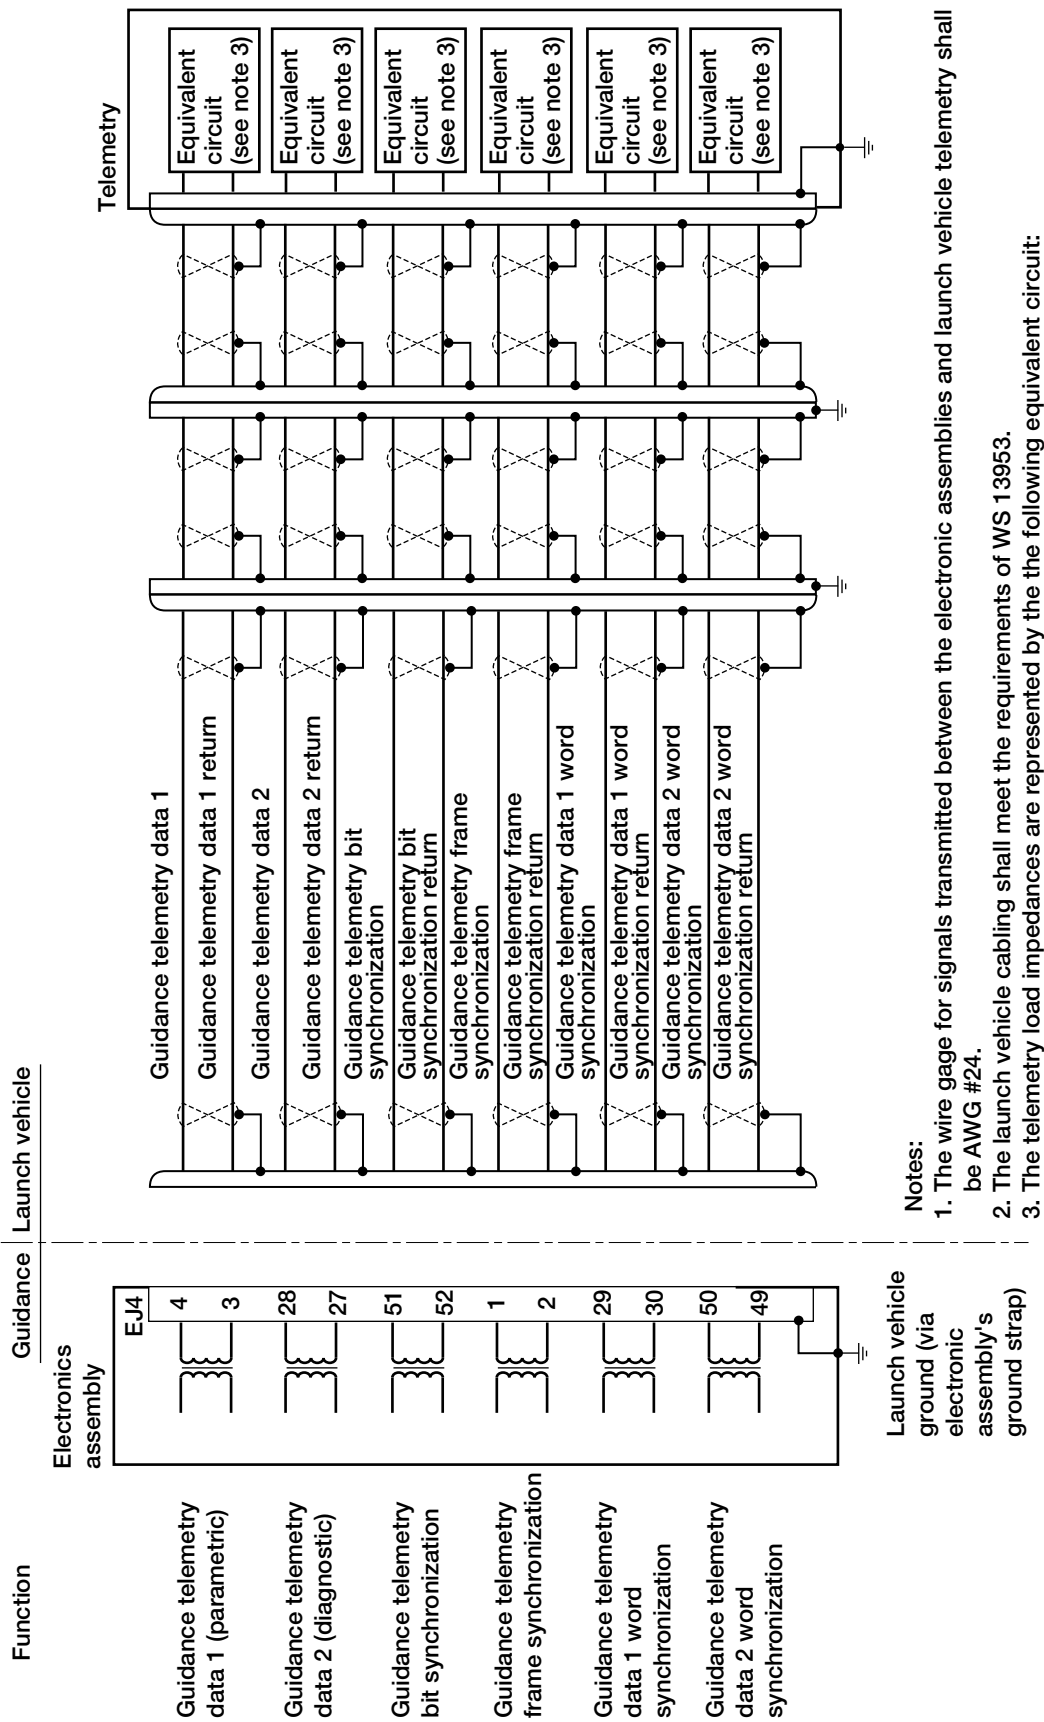 Function
Guidance
Launch vehicle
Electronics
assembly
Telemetry
EJ4
Guidance telemetry
data 1 (parametric)
4
3
Guidance telemetry data 1
Guidance telemetry data 1 return
Equivalent
circuit
(see note 3)
Guidance telemetry
data 2 (diagnostic)
28
27
Guidance telemetry data 2
Guidance telemetry data 2 return
Equivalent
circuit
(see note 3)
Guidance telemetry
bit synchronization
51
52
Guidance telemetry bit
synchronization
Guidance telemetry bit
synchronization return
Equivalent
circuit
(see note 3)
Guidance telemetry
frame synchronization
1
2
Guidance telemetry frame
synchronization
Guidance telemetry frame
synchronization return
Equivalent
circuit
(see note 3)
Guidance telemetry
data 1 word
synchronization
29
30
Guidance telemetry data 1 word
synchronization
Guidance telemetry data 1 word
synchronization return
Equivalent
circuit
(see note 3)
Guidance telemetry
data 2 word
synchronization
50
49
Guidance telemetry data 2 word
synchronization
Guidance telemetry data 2 word
synchronization return
Equivalent
circuit
(see note 3)
Launch vehicle
ground (via
electronic
assembly's
ground strap)
Notes:
1. The wire gage for signals transmitted between the electronic assemblies and launch vehicle telemetry shall
be AWG #24.
2. The launch vehicle cabling shall meet the requirements of WS 13953.
3. The telemetry load impedances are represented by the the following equivalent circuit: